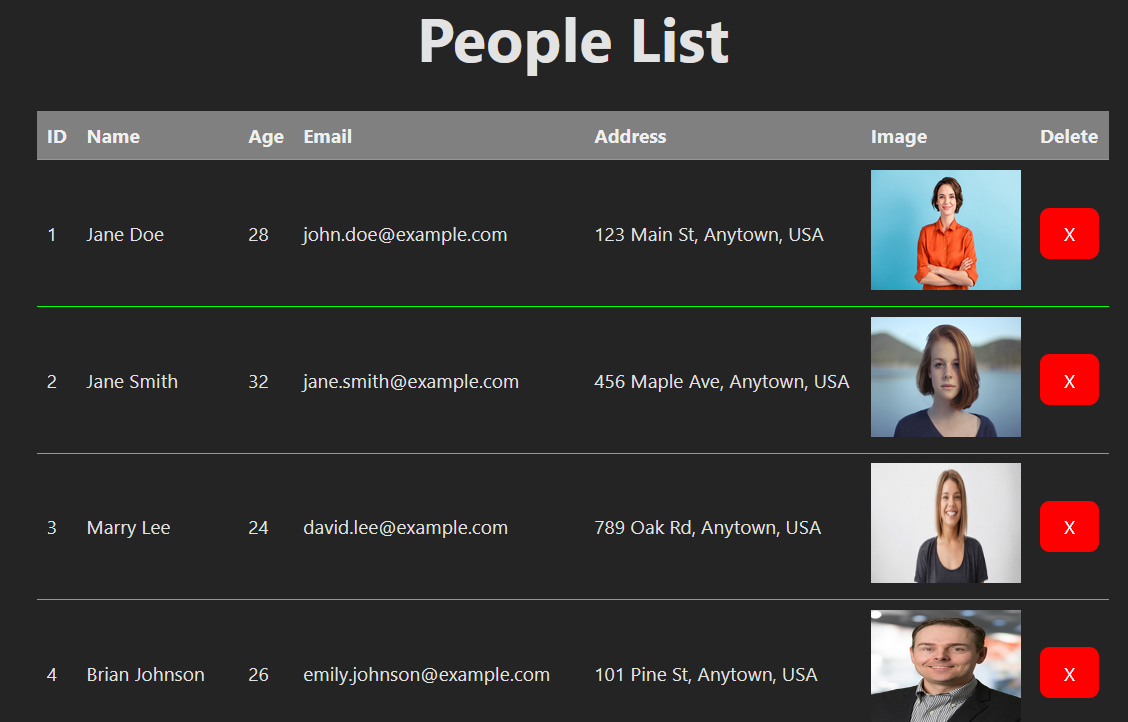 People List
ID Name Age Email Address Image Delete
1 Jane Doe 28 john.doe@example.com 123 Main St, Anytown, USA X
2 Jane Smith 32 jane.smith@example.com 456 Maple Ave, Anytown, USA X
3 Marry Lee 24 david.lee@example.com 789 Oak Rd, Anytown, USA X
4 Brian Johnson 26 emily.johnson@example.com 101 Pine St, Anytown, USA X